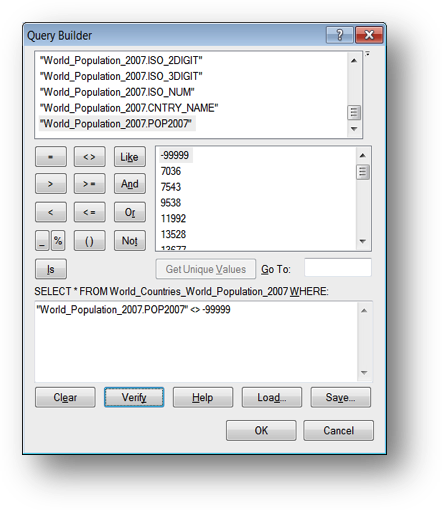 Query Builder
"World_Population_2007.ISO_2DIGIT"
"World_Population_2007.ISO_3DIGIT"
"World_Population_2007.ISO_NUM"
"World_Population_2007.CNTRY_NAME"
"World_Population_2007.POP2007"
= <> Like -99999
7036
> >= And 7543
9538
< <= Or 11992
13528
_ % () Not 13677
Is Get Unique Values Go To:
SELECT * FROM World_Countries_World_Population_2007 WHERE:
"World_Population_2007.POP2007" <> -99999
Clear Verify Help Load... Save...
OK Cancel